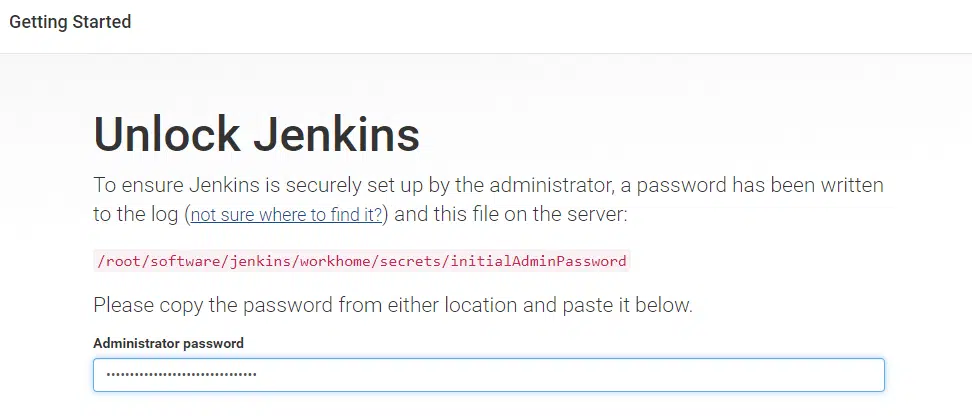 Getting Started
Unlock Jenkins
To ensure Jenkins is securely set up by the administrator, a password has been written
to the log (not sure where to find it?) and this file on the server:
/root/software/jenkins/workhome/secrets/initialAdminPassword
Please copy the password from either location and paste it below.
Administrator password
••••••••••••••••••••••••••••••••